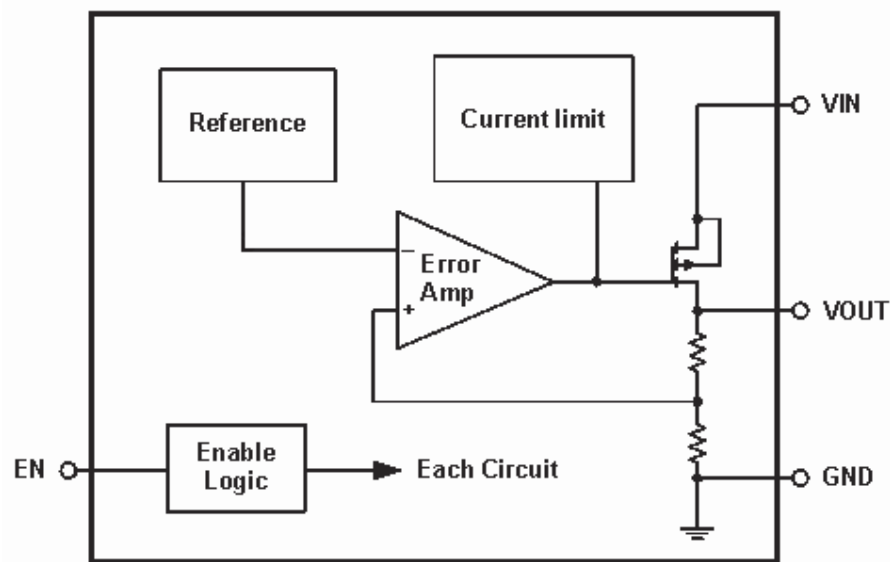 Reference
Current limit
VIN
−
Error
Amp
+
VOUT
EN
Enable
Logic
Each Circuit
GND